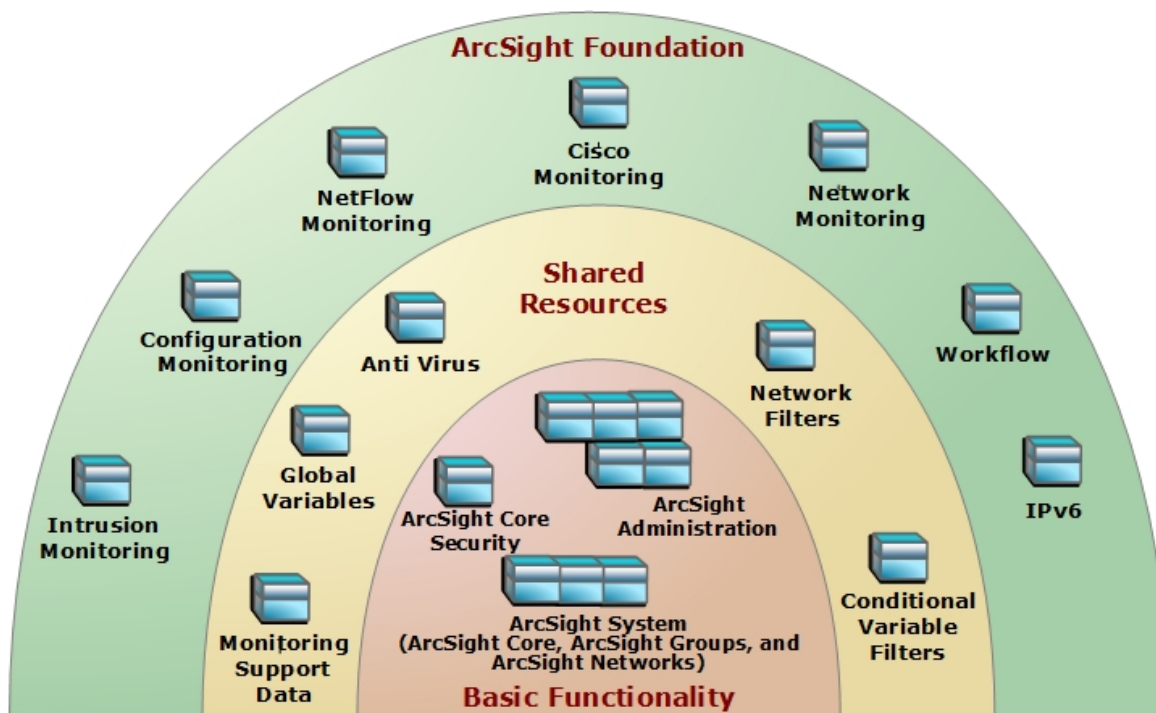 ArcSight Foundation
Cisco
Monitoring
NetFlow
Monitoring
Network
Monitoring
Configuration
Monitoring
Workflow
Intrusion
Monitoring
IPv6
Shared
Resources
Anti Virus
Network
Filters
Global
Variables
Monitoring
Support
Data
Conditional
Variable
Filters
ArcSight Core
Security
ArcSight
Administration
ArcSight System
(ArcSight Core, ArcSight Groups, and
ArcSight Networks)
Basic Functionality